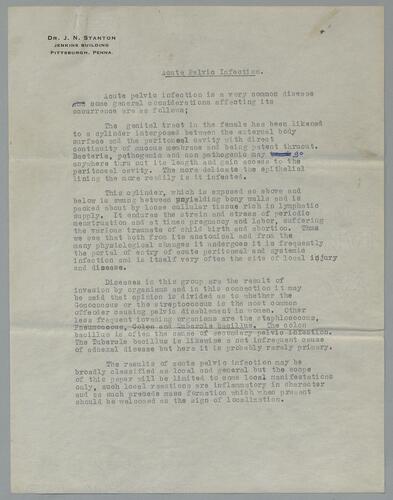 DR. J. N. STANTON
JENKINS BUILDING
PITTSBURGH, PENNA.
Acute Pelvic Infection.
Acute pelvic infection is a very common disease
some general considerations affecting its
occurrence are as follows;
The genital tract in the female has been likened
to a cylinder interposed between the external body
surface and the peritoneal cavity with direct
continuity of mucous membrane and being patent thruout.
Bacteria, pathogenic and non pathogenic may go
anywhere thru out its length and gain access to the
peritoneal cavity. The more delicate the epithelial
lining the more readily is it infected.
This cylinder, which is exposed as above and
below is swung between unyielding bony walls and is
packed about by loose cellular tissue rich in lymphatic
supply. It endures the strain and stress of periodic
menstruation and at times pregnancy and labor, suffering
the various traumata of child birth and abortion. Thus
we see that both from its anatomical and from the
many physiological changes it undergoes it is frequently
the portal of entry of acute peritoneal and systemic
infection and is itself very often the site of local injury
and disease.
Diseases in this group are the result of
invasion by organisms and in this connection it may
be said that opinion is divided as to whether the
Gonococcus or the streptococcus is the most common
offender causing pelvic disablement in women. Other
less frequent invading organisms are the staphlococcus,
Pneumococcus, Colon and Tubercle bacillus. The colon
bacillus is often the cause of secondary pelvic infection.
The Tubercle bacillus is likewise a not infrequent cause
of adnexal disease but here it is probably rarely primary.
The results of acute pelvic infection may be
broadly classified as local and general but the scope
of this paper will be limited to some local manifestations
only, such local reactions are inflammatory in character
and as such precede mass formation which when present
should be welcomed as the sign of localization.